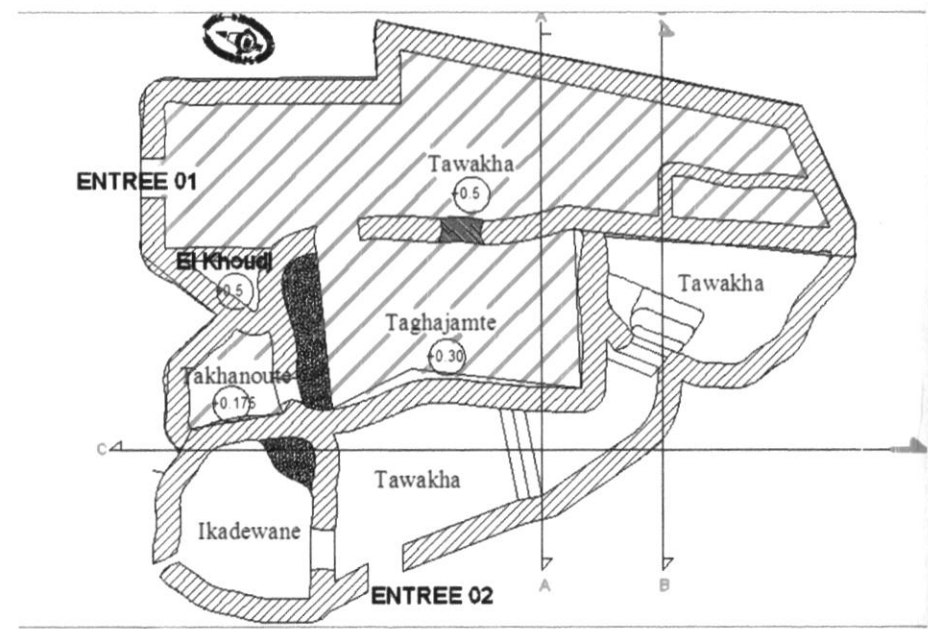 A
Tawakha
+0.5
ENTREE 01
El Khoudj
+0.5
Tawakha
Taghajamte
+0.30
Takhanoute
+0.175
C
Tawakha
Ikadewane
A
B
ENTREE 02